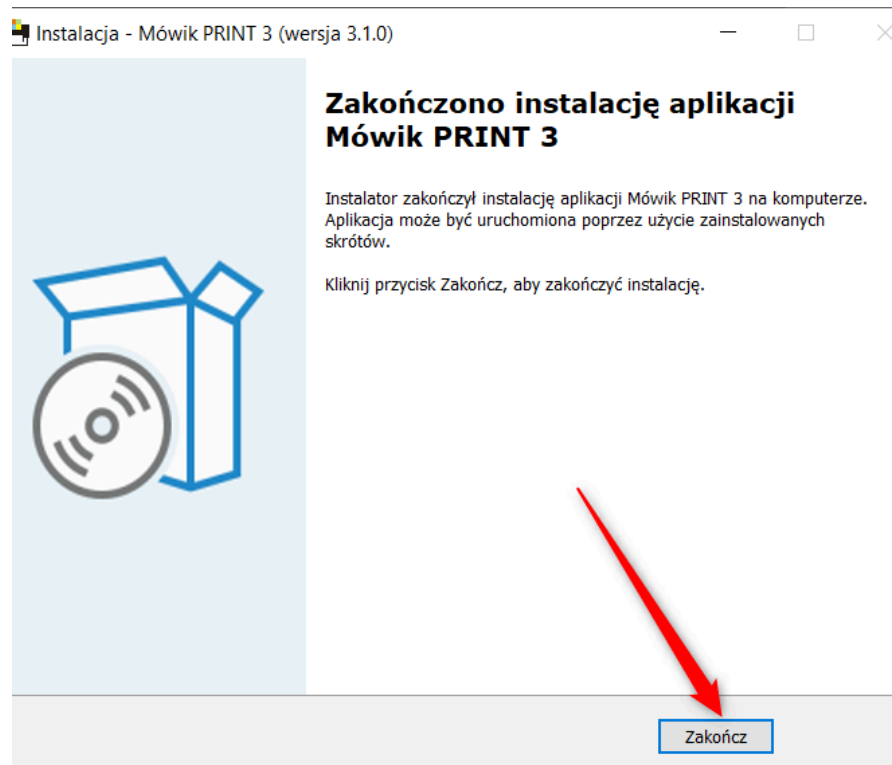 Instalacja - Mówik PRINT 3 (wersja 3.1.0)
Zakończono instalację aplikacji
Mówik PRINT 3
Instalator zakończył instalację aplikacji Mówik PRINT 3 na komputerze.
Aplikacja może być uruchomiona poprzez użycie zainstalowanych
skrótów.
Kliknij przycisk Zakończ, aby zakończyć instalację.
Zakończ